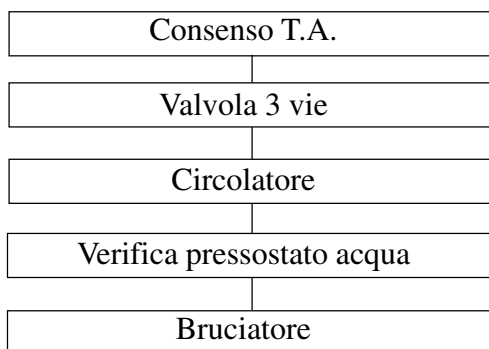 Consenso T.A.
Valvola 3 vie
Circolatore
Verifica pressostato acqua
Bruciatore